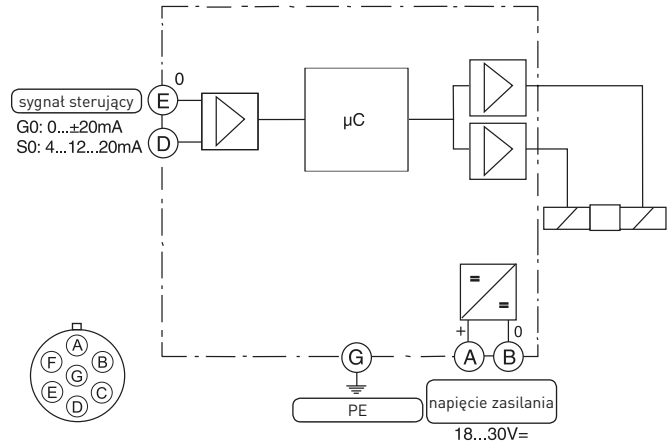 0
sygnał sterujący
E
G0: 0...±20mA
S0: 4...12...20mA
D
µC
=
=
+
0
A
B
G
PE
napięcie zasilania
18...30V=
A
F
B
G
E
C
D